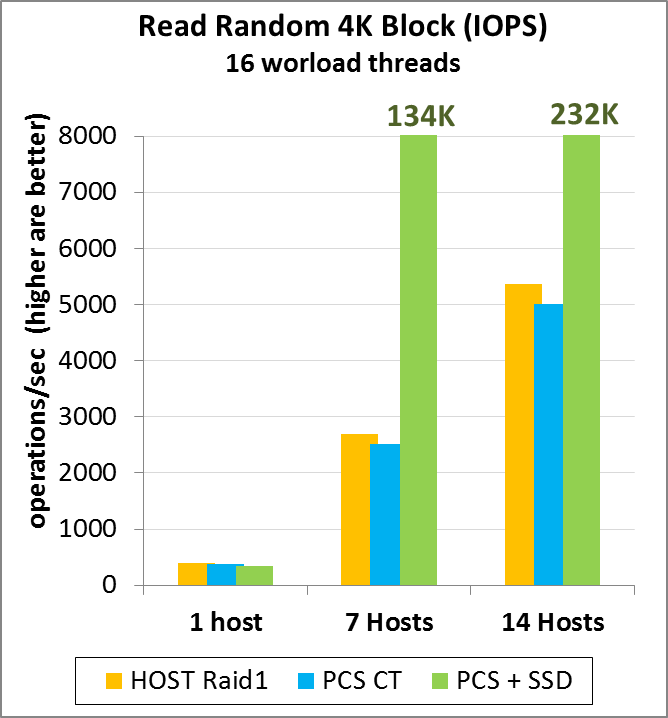 Read Random 4K Block (IOPS)
16 worload threads
operations/sec (higher are better)
134K
232K
8000
7000
6000
5000
4000
3000
2000
1000
0
1 host
7 Hosts
14 Hosts
HOST Raid1
PCS CT
PCS + SSD